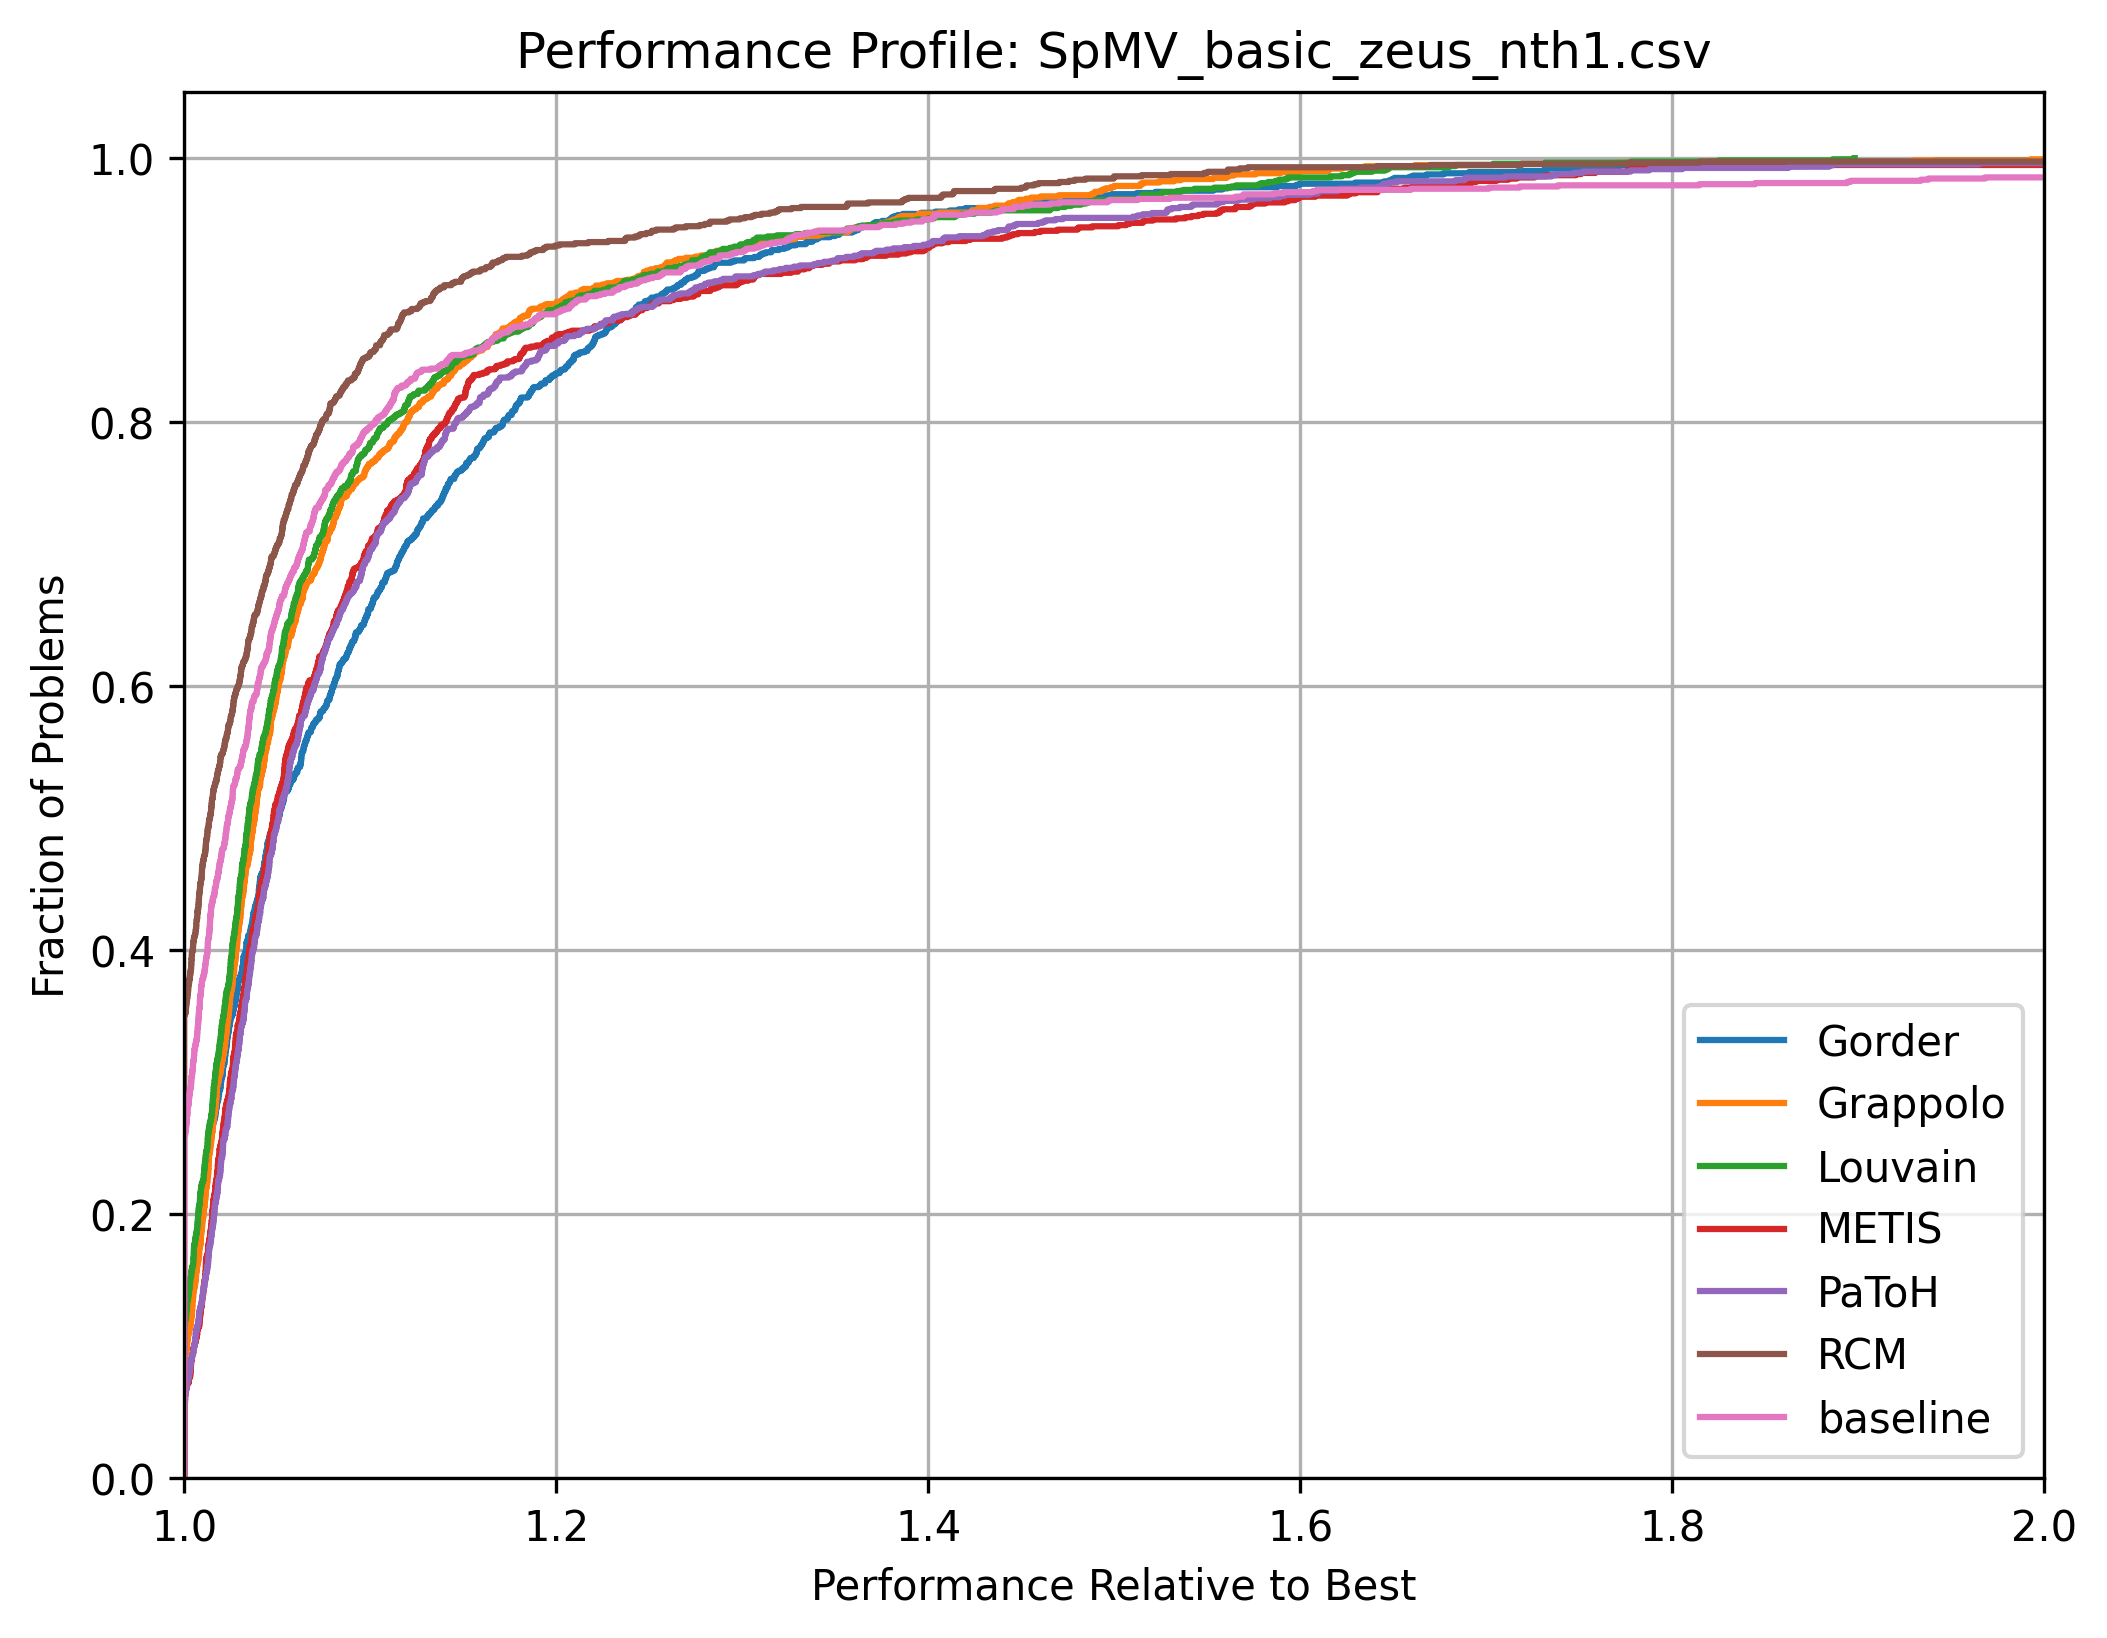 Performance Profile: SpMV_basic_zeus_nth1.csv
Fraction of Problems
1.0
0.8
0.6
0.4
0.2
0.0
Gorder
Grappolo
Louvain
METIS
PaToH
RCM
baseline
1.0 1.2 1.4 1.6 1.8 2.0
Performance Relative to Best